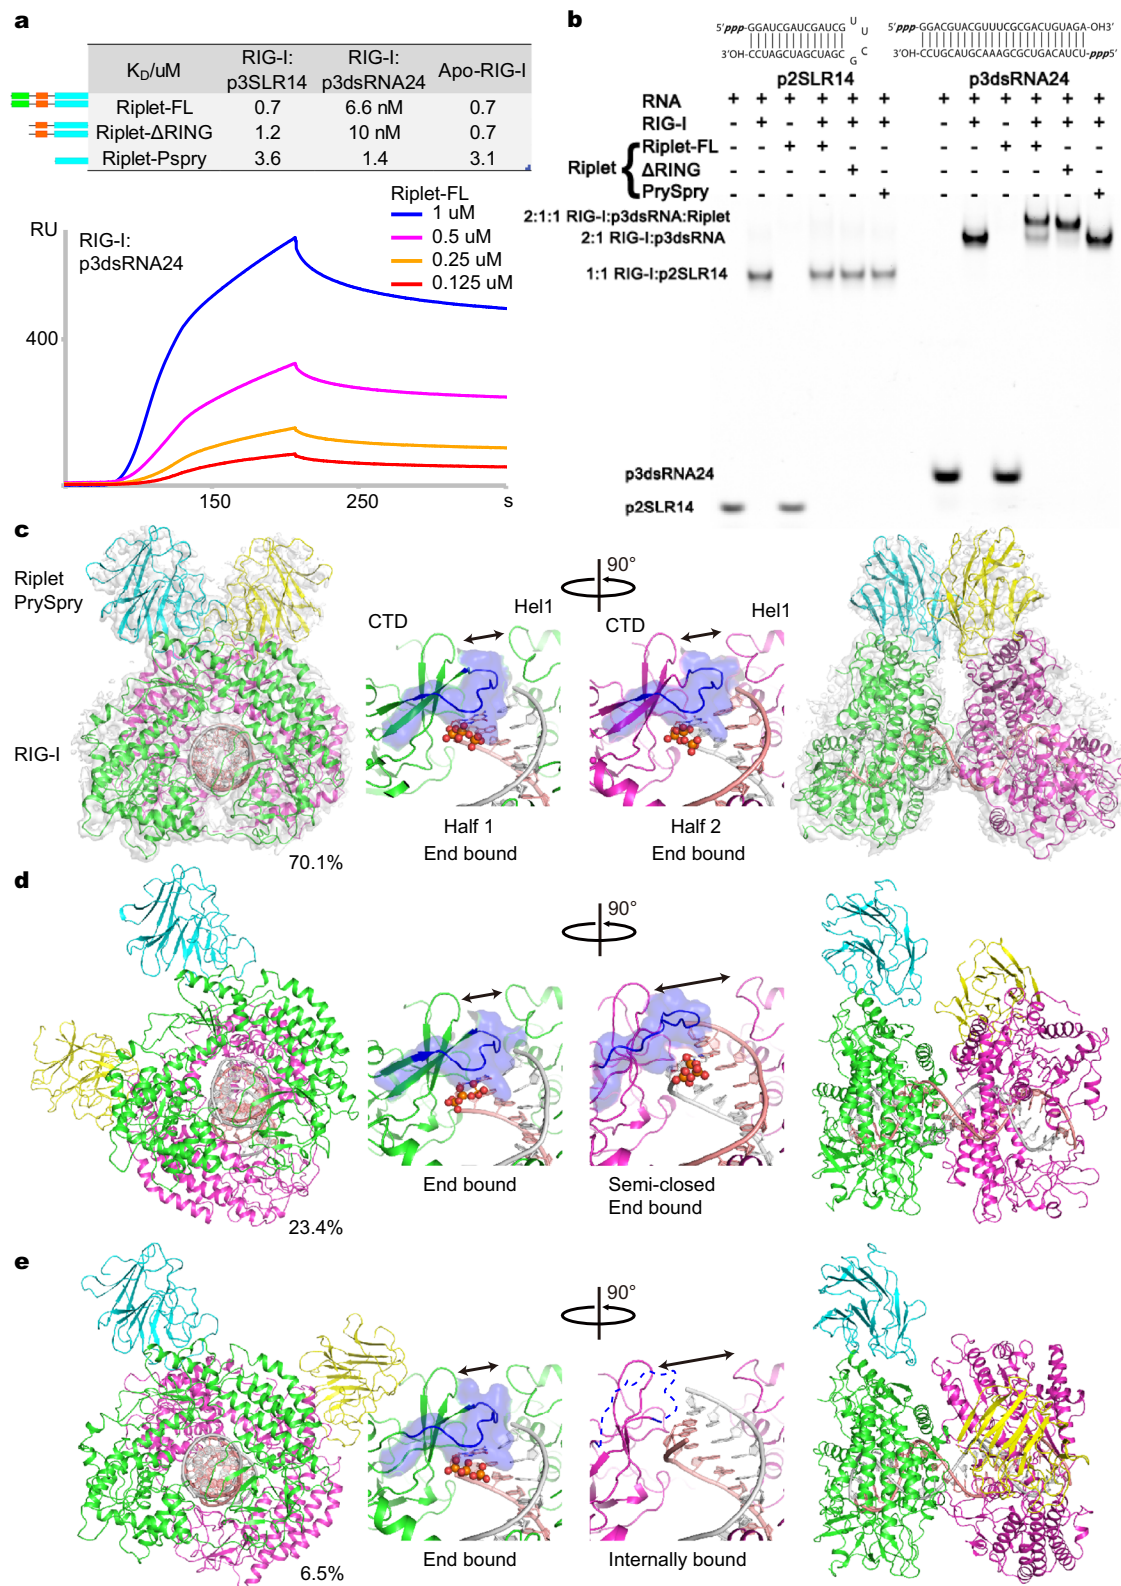 a
K_D/uM RIG-I: p3SLR14 RIG-I: p3dsRNA24 Apo-RIG-I
Riplet-FL 0.7 6.6 nM 0.7
Riplet-ΔRING 1.2 10 nM 0.7
Riplet-Pspry 3.6 1.4 3.1
RU
RIG-I:
p3dsRNA24
Riplet-FL
1 uM
0.5 uM
0.25 uM
0.125 uM
400
150 250 s
b
5'ppp-GGAUCGAUCGAUCG U U C G
3'OH-CCUAGCUAGCUAGC
p2SLR14
5'ppp-GGACGUACGUUUCGCGACUGUAGA-OH3'
3'OH-CCUGCAUGCAAAGCGCUGACAUCU-ppp5'
p3dsRNA24
RNA + + + + + + + + + + + +
RIG-I - + - + + + - + - + + +
Riplet
Riplet-FL - - + + - - - - + + - -
ΔRING - - - - + - - - - - + -
PrySpry - - - - - + - - - - - +
2:1:1 RIG-I:p3dsRNA:Riplet
2:1 RIG-I:p3dsRNA
1:1 RIG-I:p2SLR14
p3dsRNA24
p2SLR14
c
Riplet
PrySpry
RIG-I
70.1%
90°
CTD Hel1
CTD Hel1
Half 1
End bound
Half 2
End bound
d
90°
23.4%
End bound
Semi-closed
End bound
e
90°
6.5%
End bound
Internally bound